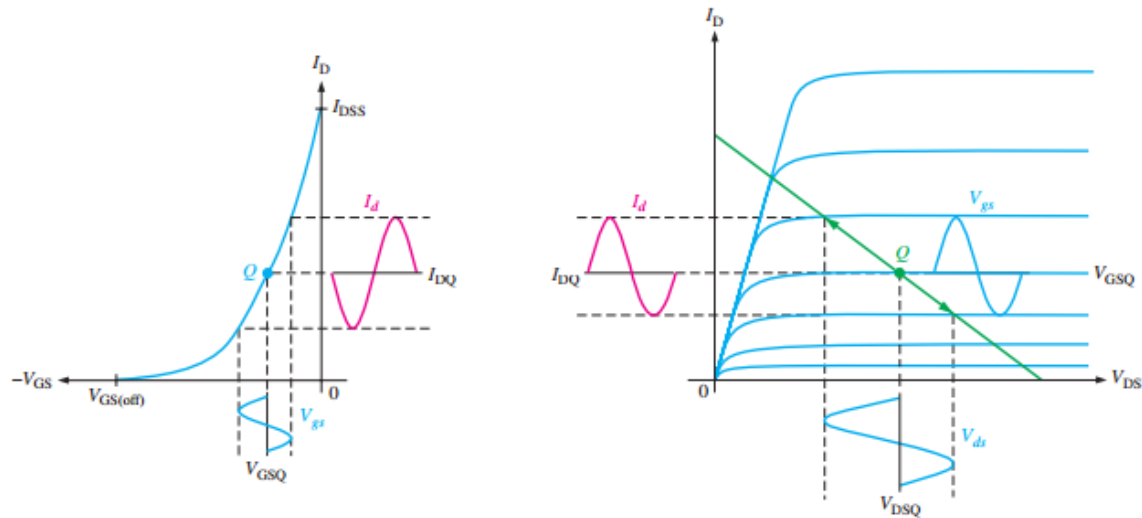 I_D
I_DSS
I_d
Q
I_DQ
–V_GS
V_GS(off)
0
V_gs
V_GSQ
I_D
I_d
V_gs
Q
I_DQ
V_GSQ
0
V_DS
V_ds
V_DSQ